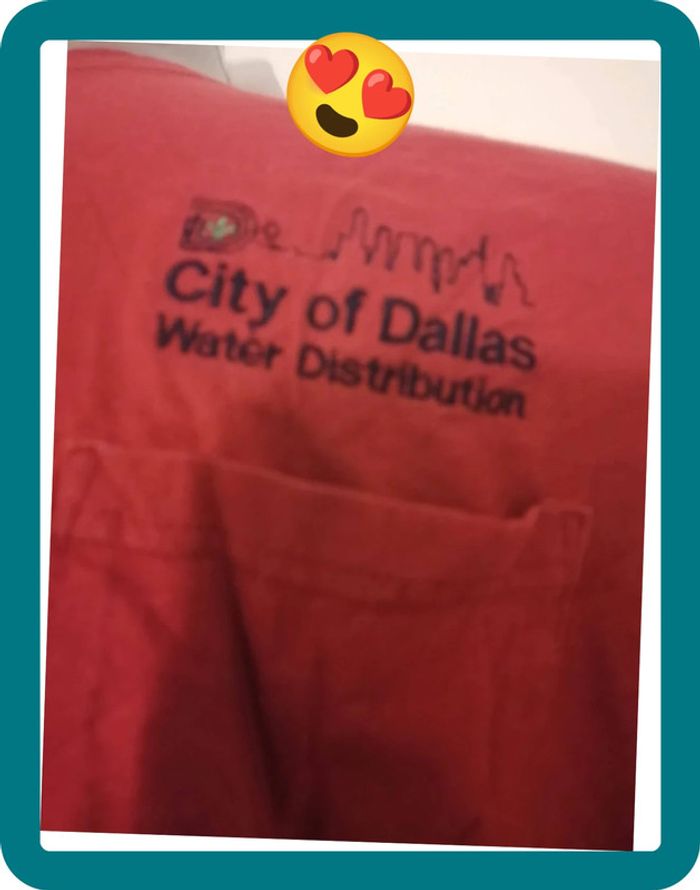 City of Dallas
Water Distribution